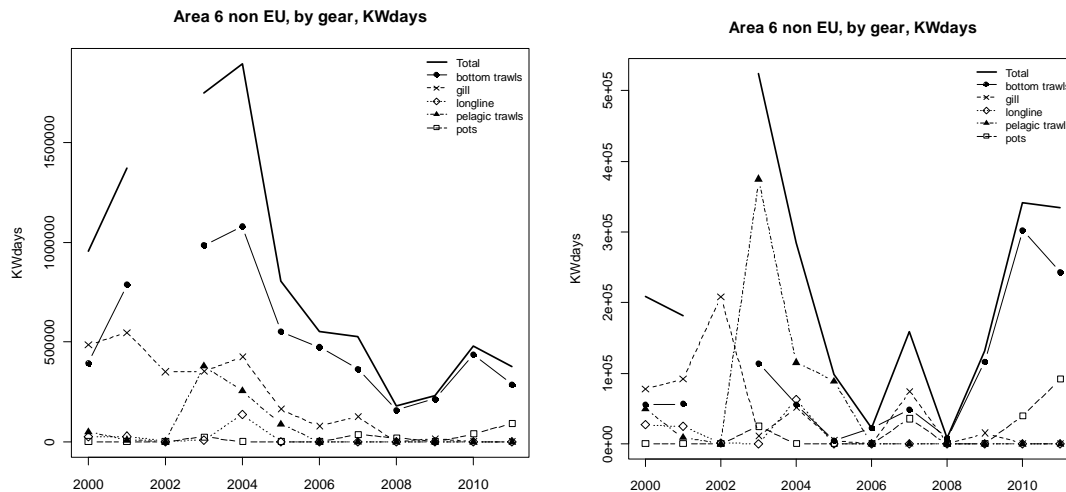 Area 6 non EU, by gear, KWdays
KWdays
0
500000
1000000
1500000
2000
2002
2004
2006
2008
2010
Total
bottom trawls
gill
longline
pelagic trawls
pots
Area 6 non EU, by gear, KWdays
KWdays
0e+00
1e+05
2e+05
3e+05
4e+05
5e+05
2000
2002
2004
2006
2008
2010
Total
bottom trawls
gill
longline
pelagic trawls
pots